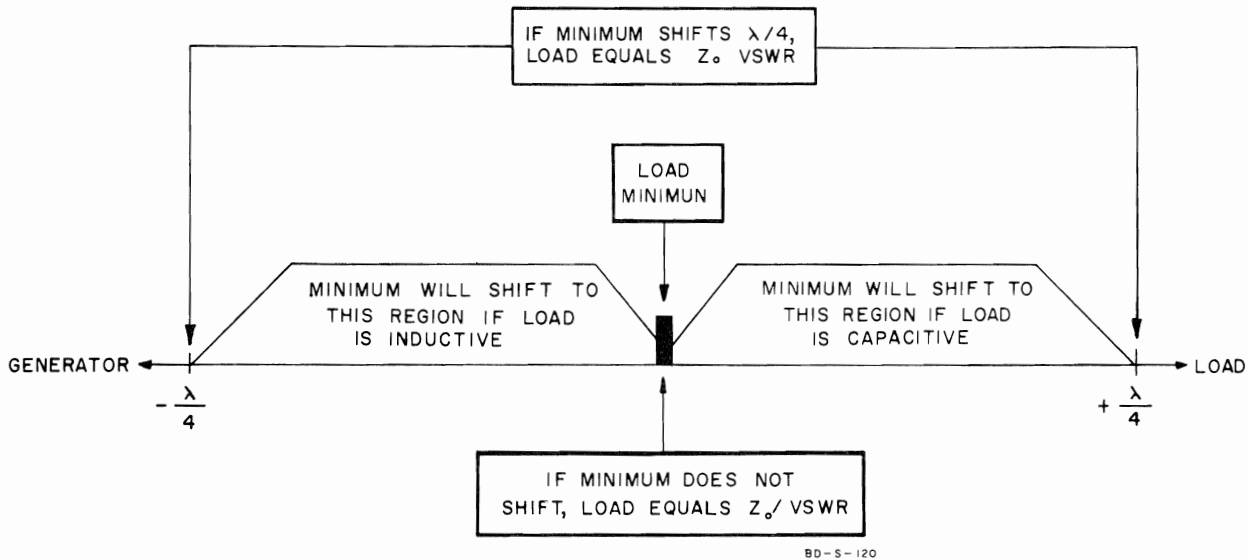 IF MINIMUM SHIFTS λ/4,
LOAD EQUALS Zₒ VSWR
LOAD
MINIMUN
MINIMUM WILL SHIFT TO
THIS REGION IF LOAD
IS INDUCTIVE
MINIMUM WILL SHIFT TO
THIS REGION IF LOAD
IS CAPACITIVE
GENERATOR
LOAD
- λ/4
+ λ/4
IF MINIMUM DOES NOT
SHIFT, LOAD EQUALS Zₒ/VSWR
BD-S-120